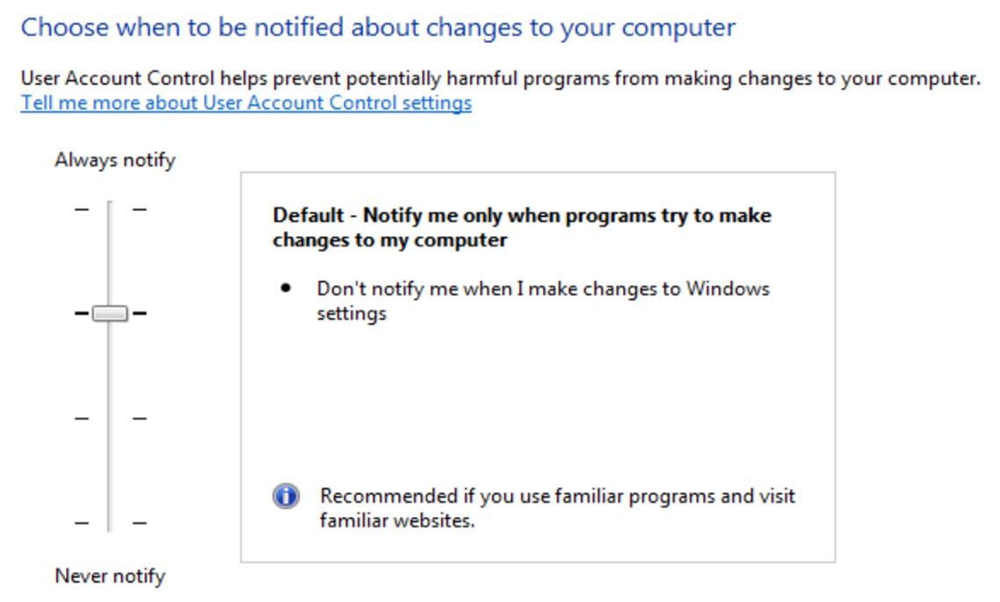 Choose when to be notified about changes to your computer
User Account Control helps prevent potentially harmful programs from making changes to your computer.
Tell me more about User Account Control settings
Always notify
Default - Notify me only when programs try to make
changes to my computer
• Don't notify me when I make changes to Windows
settings
Recommended if you use familiar programs and visit
familiar websites.
Never notify